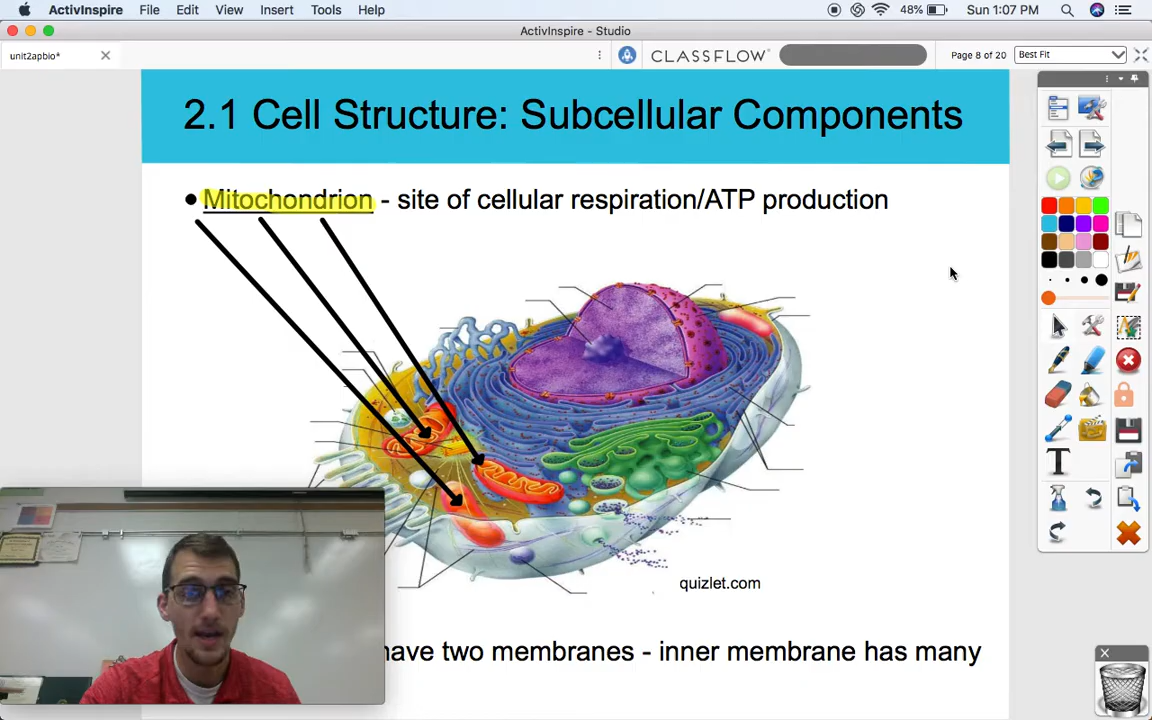 ActivInspire File Edit View Insert Tools Help 48% Sun 1:07 PM
ActivInspire - Studio
unit2apbio* CLASSFLOW Page 8 of 20 Best Fit
2.1 Cell Structure: Subcellular Components
• Mitochondrion - site of cellular respiration/ATP production
quizlet.com
have two membranes - inner membrane has many
T